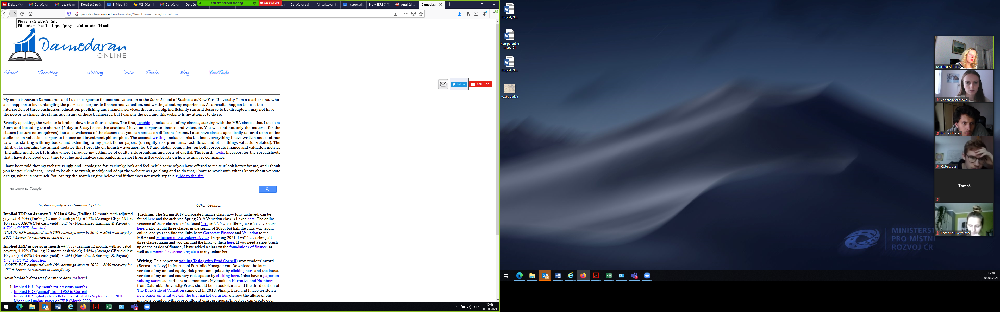 Elektronick
Doručená
(bez předm
Doručená pošt
3. Modrá 2
Váš účet -
Doručená
Doručen
You are screen sharing
Stop Share
Doručená pošt
Aktualizovaná
matematik
NUMBERS (1 T
Angličtina
Damodaran
people.stern.nyu.edu/adamodar/New_Home_Page/home.htm
Přejde na následující stránku
Při dlouhém stisku či po klepnutí pravým tlačítkem zobrazí historii
Damodaran
ONLINE
About Teaching Writing Data Tools Blog YouTube
Follow YouTube
My name is Aswath Damodaran, and I teach corporate finance and valuation at the Stern School of Business at New York University. I am a teacher first, who
also happens to love untangling the puzzles of corporate finance and valuation, and writing about my experiences. As a result, I happen to be at the
intersection of three businesses, education, publishing and financial services, that are all big, inefficiently run and deserve to be disrupted. I may not have
the power to change the status quo in any of these businesses, but I can stir the pot, and this website is my attempt to do so.
Broadly speaking, the website is broken down into four sections. The first, teaching, includes all of my classes, starting with the MBA classes that I teach at
Stern and including the shorter (2-day to 3-day) executive sessions I have on corporate finance and valuation. You will find not only the material for the
classes (lecture notes, quizzes), but also webcasts of the classes that you can access on different forums. I also have classes specifically tailored to an online
audience on valuation, corporate finance and investment philosophies. The second, writing, includes links to almost everything I have written and continue
to write, starting with my books and extending to my practitioner papers (on equity risk premiums, cash flows and other things valuation-related). The
third, data, contains the annual updates that I provide on industry averages, for US and global companies, on both corporate finance and valuation metrics
(including multiples). It is also where I provide my estimates of equity risk premiums and costs of capital. The fourth, tools, incorporates the spreadsheets
that I have developed over time to value and analyze companies and short in-practice webcasts on how to analyze companies.
I have been told that my website is ugly, and I apologize for its clunky look and feel. While some of you have offered to make it look better for me, and I thank
you for your kindness, I need to be able to tweak, modify and adapt the website as I go along and to do that, I have to work with what I know about website
design, which is not much. You can try the search engine below and if that does not work, try this guide to the site.
ENHANCED BY Google
Implied Equity Risk Premium Update
Implied ERP on January 1, 2021= 4.94% (Trailing 12 month, with adjusted
payout), 4.20% (Trailing 12 month cash yield); 6.12% (Average CF yield last
10 years); 3.80% (Net cash yield); 3.24% (Normalized Earnings & Payout);
4.72% (COVID Adjusted)
(COVID ERP computed with 15% earnings drop in 2020 + 80% recovery by
2025+ Lower % returned in cash flows)
Implied ERP in previous month =4.97% (Trailing 12 month, with adjusted
payout), 4.49% (Trailing 12 month cash yield); 5.46% (Average CF yield last
10 years); 4.60% (Net cash yield); 3.26% (Normalized Earnings & Payout);
4.73% (COVID Adjusted)
(COVID ERP computed with 15% earnings drop in 2020 + 80% recovery by
2025+ Lower % returned in cash flows)
Downloadable datasets (For more data, go here)
1. Implied ERP by month for previous months
2. Implied ERP (annual) from 1960 to Current
3. Implied ERP (daily) from February 14, 2020 - September 1, 2020
4. My annual update paper on ERP (March 2020)
Other Updates
Teaching: The Spring 2019 Corporate Finance class, now fully archived, can be
found here and the archived Spring 2019 Valuation class is linked here. The online
versions of these classes can be found here and NYU is offering certificate versions
here. I also taught three classes in the spring of 2020, but half the class was taught
online, and you can find the links here: Corporate Finance and Valuation to the
MBAs and Valuation to the undergraduates. In spring 2021, I will be teaching all
three classes again and you can find the links to them here. If you need a short brush
up on the basics of finance, I have added a class on the foundations of finance as
well as a minimalist accounting class to my online list.
Writing: This paper on valuing Tesla (with Brad Cornell) won readers' award
(Bernstein-Levy) in Journal of Portfolio Management. Download the latest
version of my annual equity risk premium update by clicking here and the latest
version of my annual country risk update by clicking here. I also have a paper on
valuing users, subscribers and members. My book on Narrative and Numbers,
from Columbia University Press, should be in bookstores and the third edition of
The Dark Side of Valuation came out in 2018. Finally, Brad and I have written a
new paper on what we call the big market delusion, on how the allure of big
markets coupled with overconfident entrepreneurs/investors can create over
CES
15:49
08.01.2021
Projekt_NI...
Kompetenční
mapa_01
Projekt_NI...
vazby aktivit
Martina Sieber
Žaneta Marešová
Tomáš Blažek
Kotěra Jan
Tomáš
Kateřina Rydvalová
MINISTERST
PRO MÍSTNÍ
ROZVOJ ČR
15:49
08.01.2021